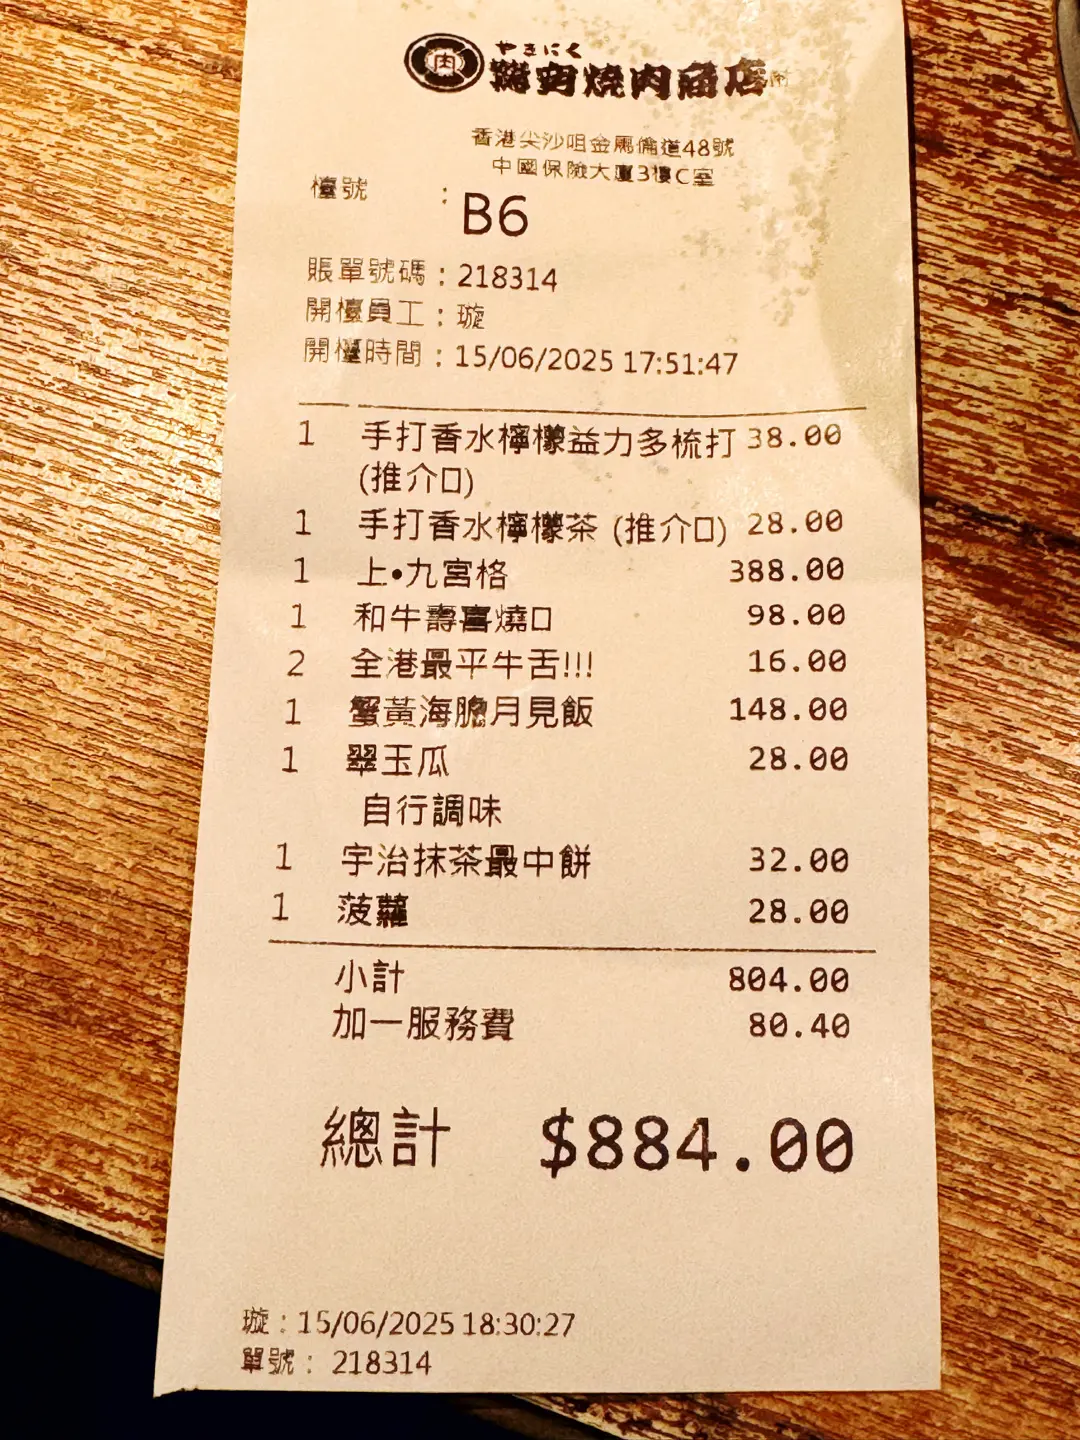 やきにく
燒肉商店
肉
香港尖沙咀金馬倫道48號
中國保險大廈3樓C室
檯號 :
B6
賬單號碼 : 218314
開檯員工 : 璇
開檯時間 : 15/06/2025 17:51:47
1 手打香水檸檬益力多梳打 38.00
(推介口)
1 手打香水檸檬茶 (推介口) 28.00
1 上•九宮格 388.00
1 和牛壽喜燒口 98.00
2 全港最平牛舌!!! 16.00
1 蟹黃海膽月見飯 148.00
1 翠玉瓜 28.00
自行調味
1 宇治抹茶最中餅 32.00
1 菠蘿 28.00
小計 804.00
加一服務費 80.40
總計 $884.00
璇 : 15/06/2025 18:30:27
單號 : 218314